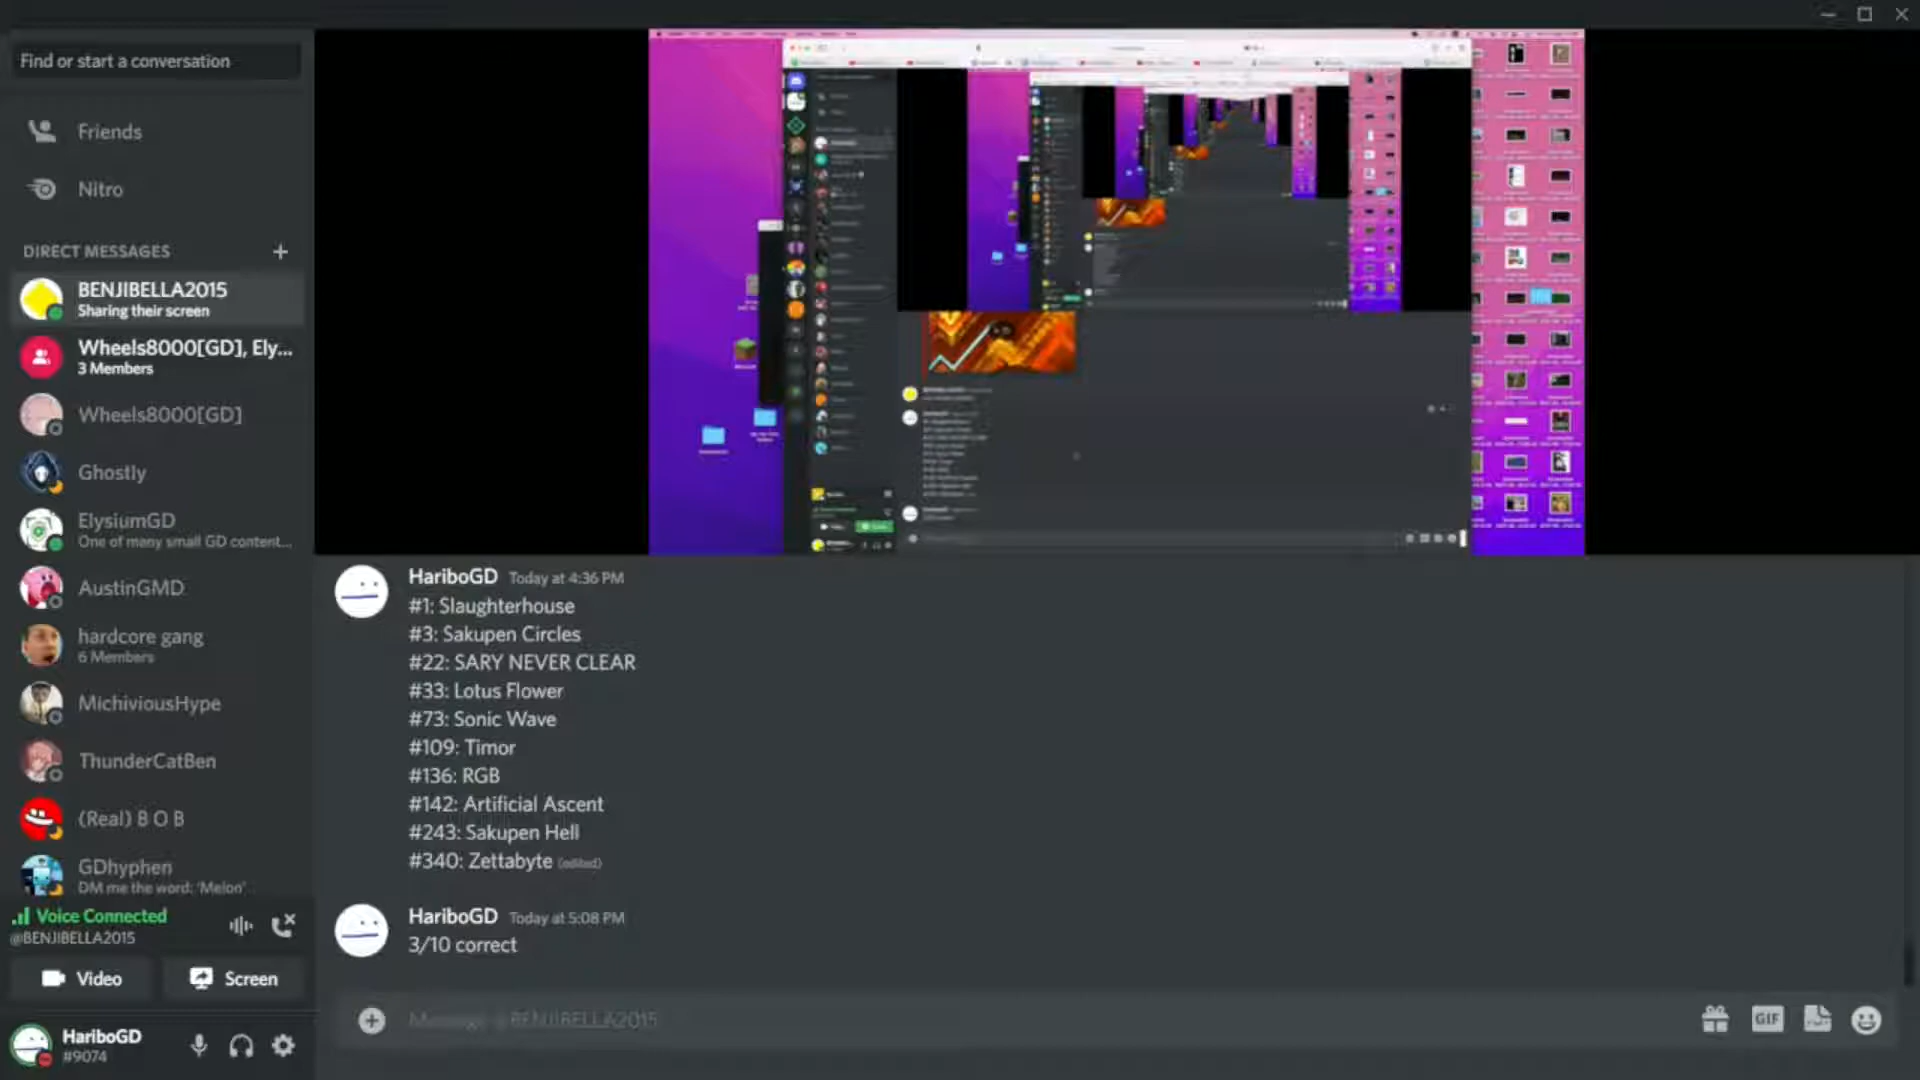 Find or start a conversation
Friends
Nitro
DIRECT MESSAGES
BENJIBELLA2015
Sharing their screen
Wheels8000[GD], Ely...
3 Members
Wheels8000[GD]
Ghostly
ElysiumGD
One of many small GD content...
AustinGMD
hardcore gang
6 Members
MichiviousHype
ThunderCatBen
(Real) B O B
GDhyphen
DM me the word: 'Melon'
Voice Connected
@BENJIBELLA2015
Video
Screen
HariboGD
#9074
HariboGD Today at 4:36 PM
#1: Slaughterhouse
#3: Sakupen Circles
#22: SARY NEVER CLEAR
#33: Lotus Flower
#73: Sonic Wave
#109: Timor
#136: RGB
#142: Artificial Ascent
#243: Sakupen Hell
#340: Zettabyte (edited)
HariboGD Today at 5:08 PM
3/10 correct
Message @BENJIBELLA2015
GIF